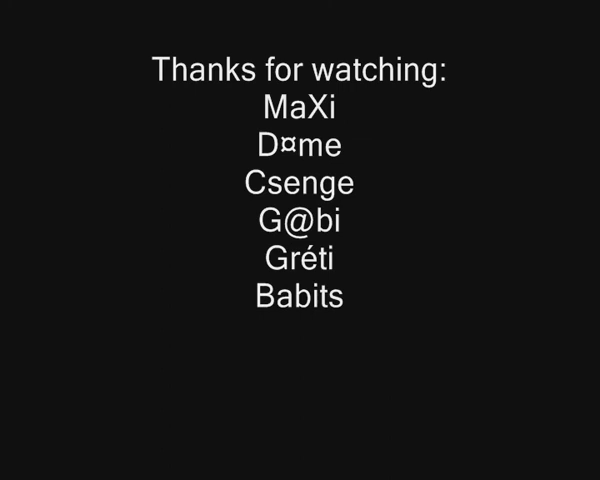 Thanks for watching:
MaXi
D¤me
Csenge
G@bi
Gréti
Babits